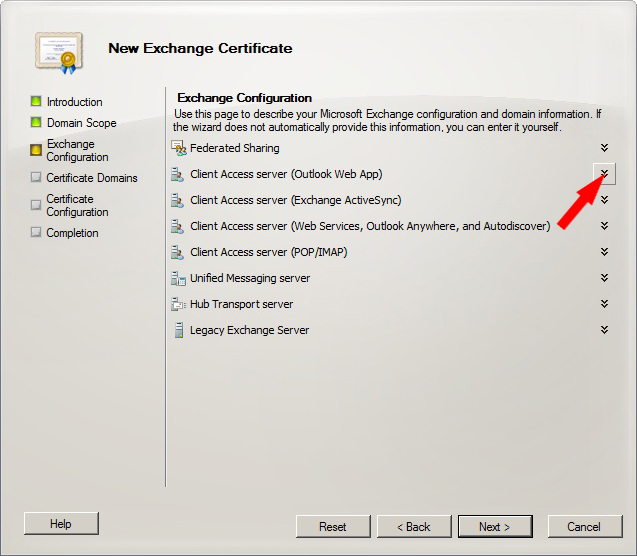 New Exchange Certificate
Introduction
Domain Scope
Exchange
Configuration
Certificate Domains
Certificate
Configuration
Completion
Exchange Configuration
Use this page to describe your Microsoft Exchange configuration and domain information. If
the wizard does not automatically provide this information, you can enter it yourself.
Federated Sharing
Client Access server (Outlook Web App)
Client Access server (Exchange ActiveSync)
Client Access server (Web Services, Outlook Anywhere, and Autodiscover)
Client Access server (POP/IMAP)
Unified Messaging server
Hub Transport server
Legacy Exchange Server
Help
Reset
< Back
Next >
Cancel